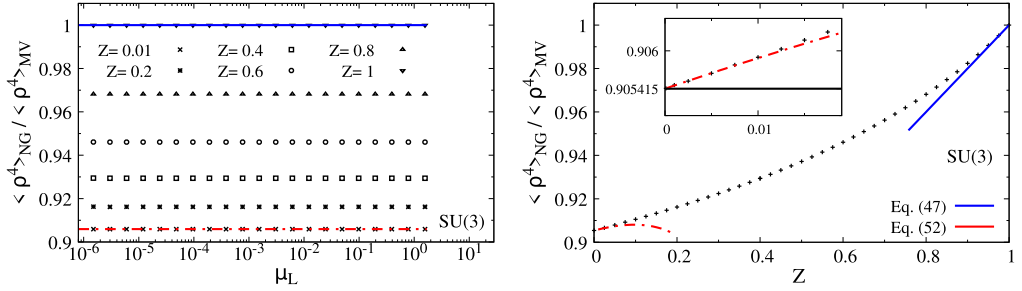 < ρ⁴>NG / < ρ⁴>MV
1
0.98
0.96
0.94
0.92
0.9
Z= 0.01
Z= 0.4
Z= 0.8
Z= 0.2
Z= 0.6
Z= 1
SU(3)
10⁻⁶ 10⁻⁵ 10⁻⁴ 10⁻³ 10⁻² 10⁻¹ 10⁰ 10¹
μL
< ρ⁴>NG / < ρ⁴>MV
1
0.98
0.96
0.94
0.92
0.9
0.906
0.905415
0 0.01
SU(3)
Eq. (47)
Eq. (52)
0 0.2 0.4 0.6 0.8 1
Z